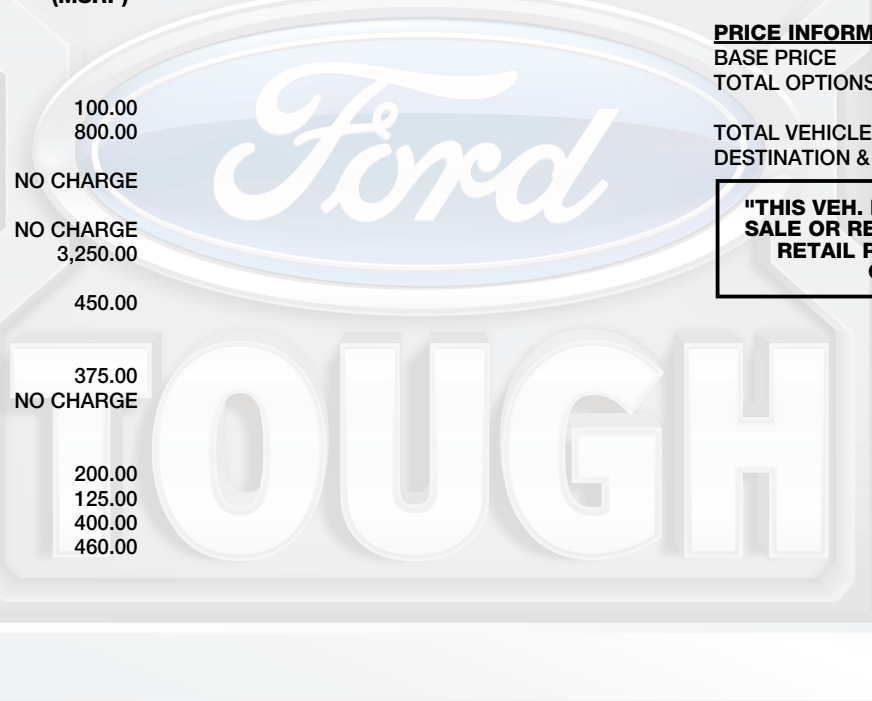 (MSRP)
100.00
800.00
NO CHARGE
NO CHARGE
3,250.00
450.00
375.00
NO CHARGE
200.00
125.00
400.00
460.00
PRICE INFORM
BASE PRICE
TOTAL OPTIONS
TOTAL VEHICLE
DESTINATION &
"THIS VEH.
SALE OR RE
RETAIL P
Ford
TOUGH